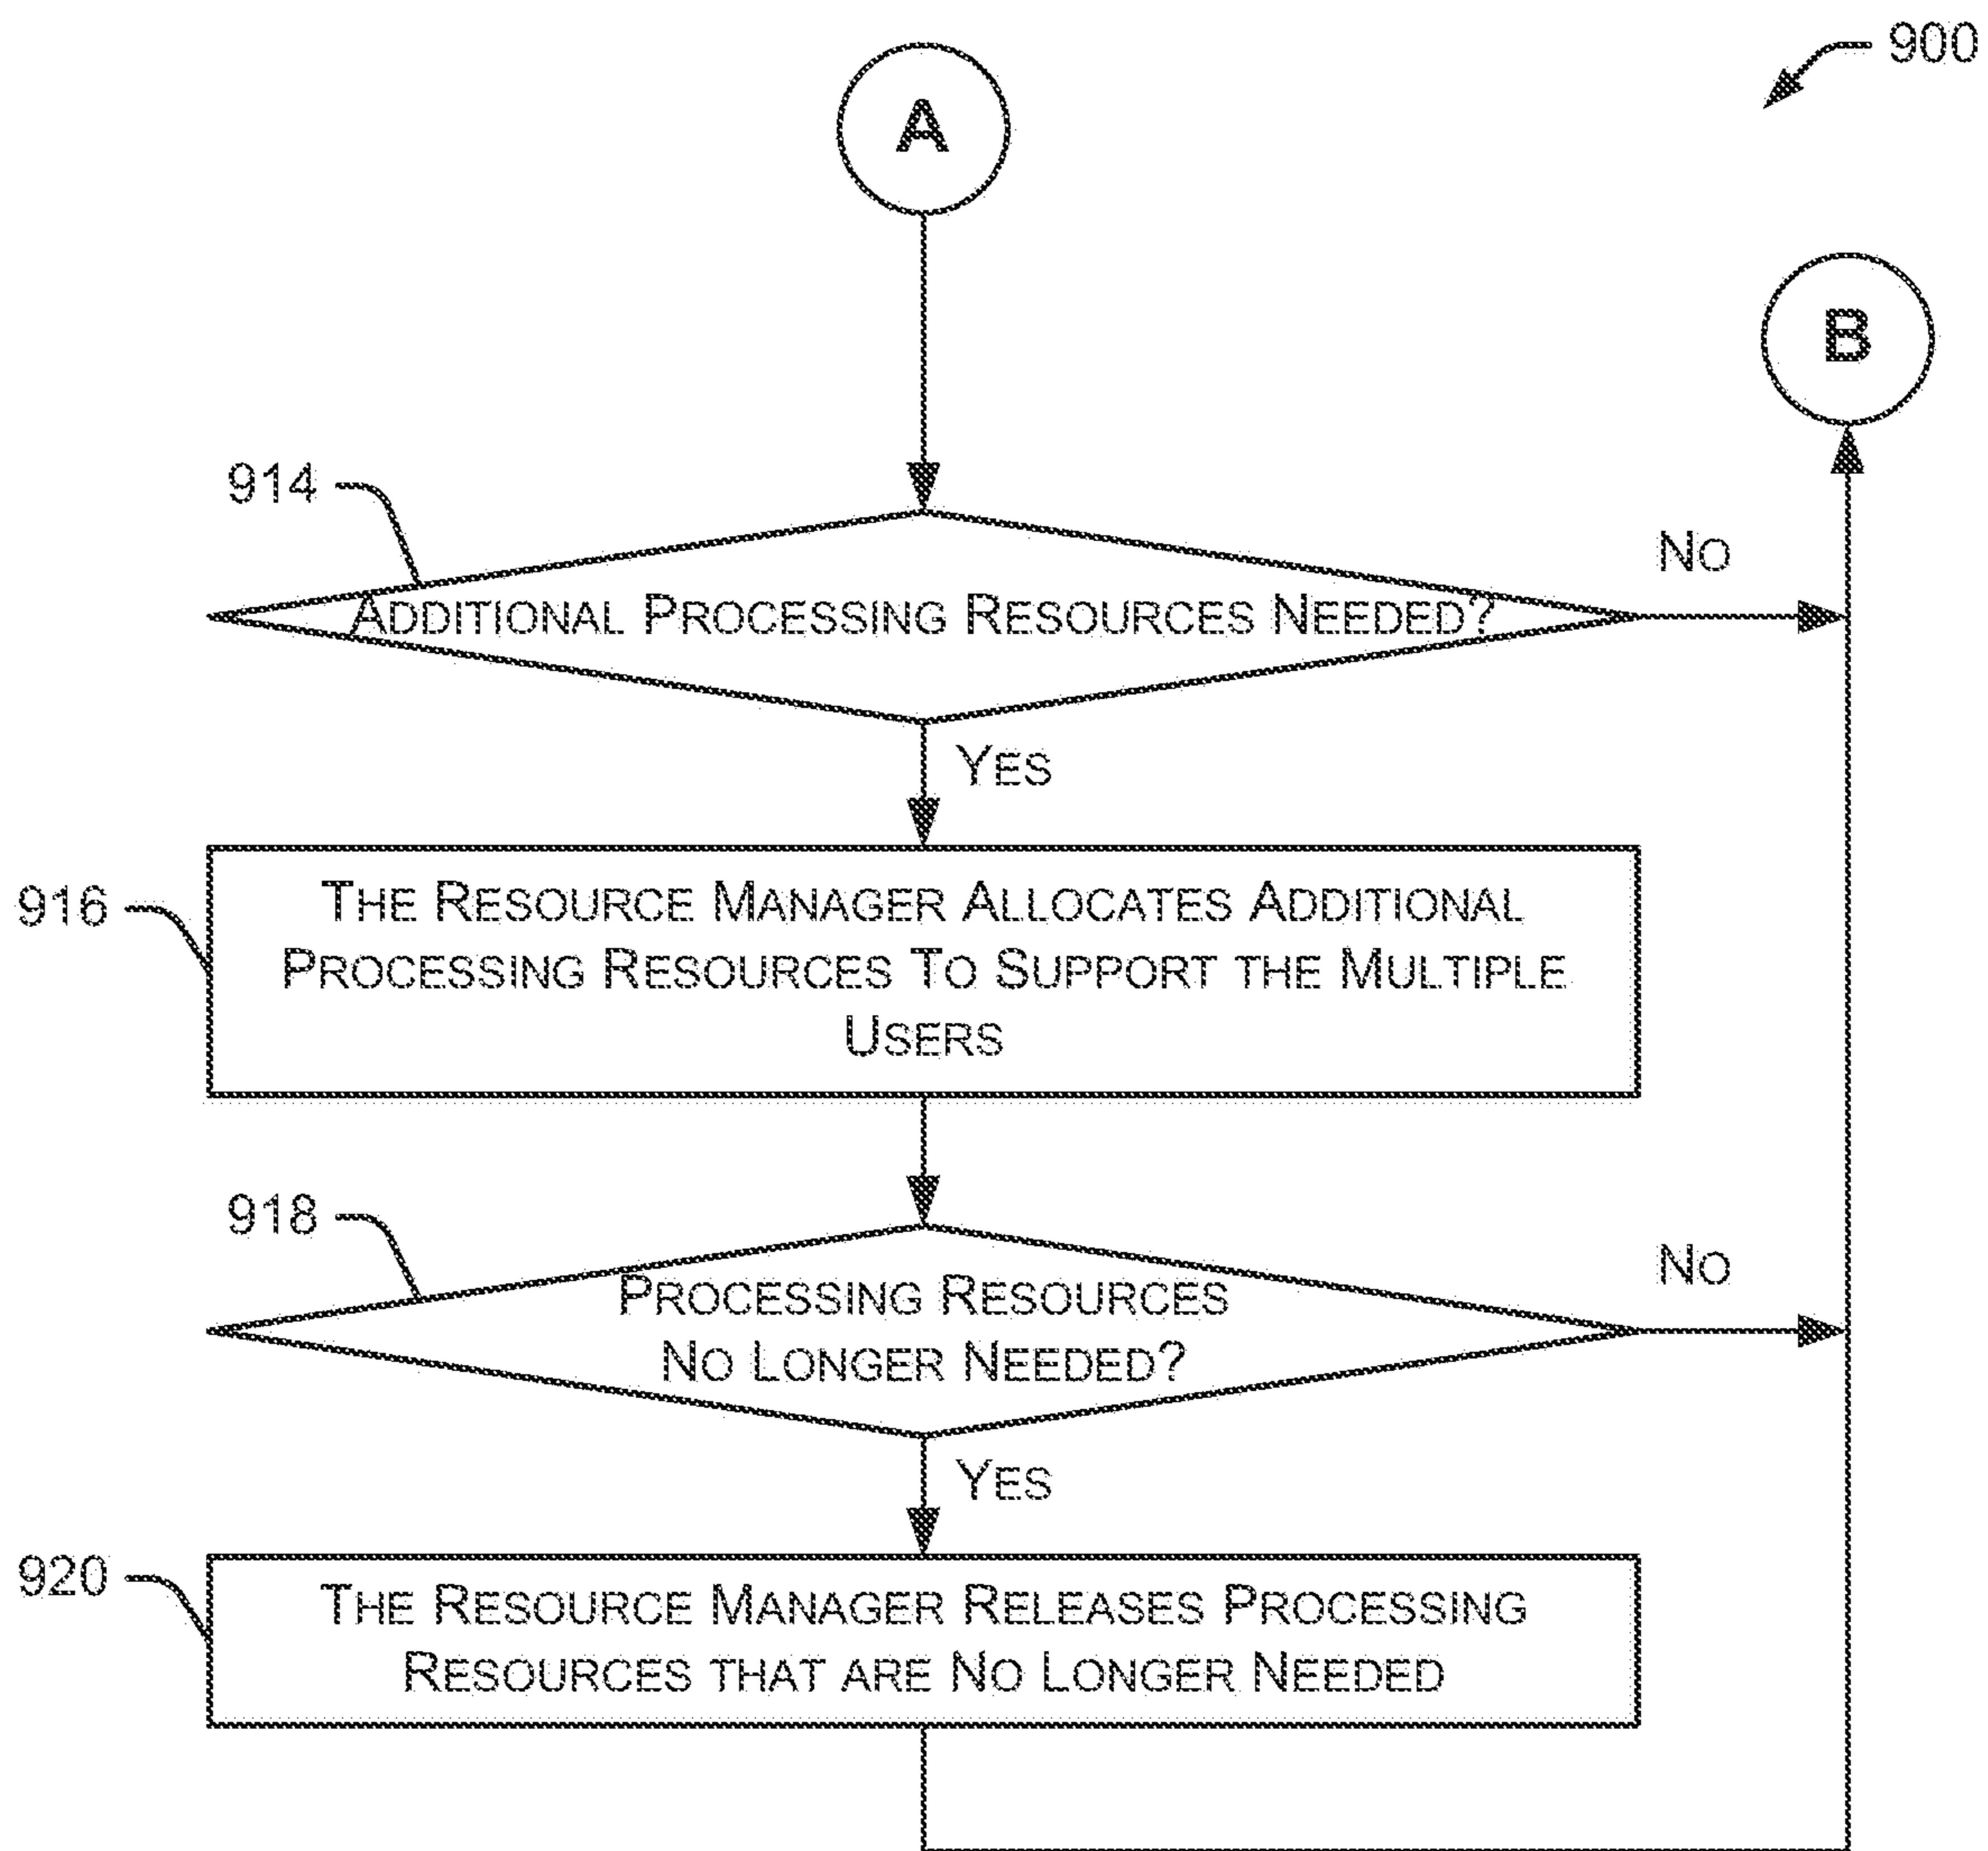 900
A
B
914
ADDITIONAL PROCESSING RESOURCES NEEDED?
NO
YES
916
THE RESOURCE MANAGER ALLOCATES ADDITIONAL
PROCESSING RESOURCES TO SUPPORT THE MULTIPLE
USERS
918
PROCESSING RESOURCES
NO LONGER NEEDED?
NO
YES
920
THE RESOURCE MANAGER RELEASES PROCESSING
RESOURCES THAT ARE NO LONGER NEEDED